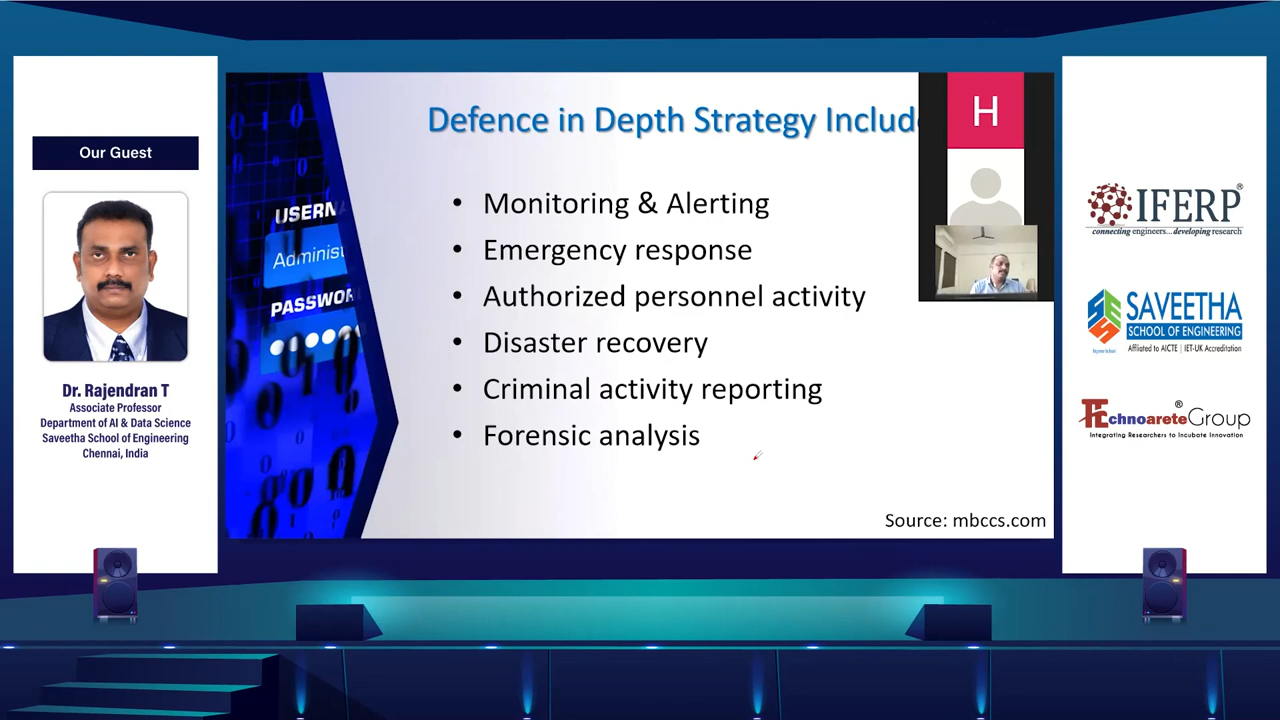 Our Guest
Dr. Rajendran T
Associate Professor
Department of AI & Data Science
Saveetha School of Engineering
Chennai, India
Defence in Depth Strategy Includ
• Monitoring & Alerting
• Emergency response
• Authorized personnel activity
• Disaster recovery
• Criminal activity reporting
• Forensic analysis
Source: mbccs.com
USERN
Administ
PASSWOR
H
IFERP®
connecting engineers...developing research
SAVEETHA
SCHOOL OF ENGINEERING
Affiliated to AICTE | IET-UK Accreditation
TEchnoarete® Group
Integrating Researchers to Incubate Innovation